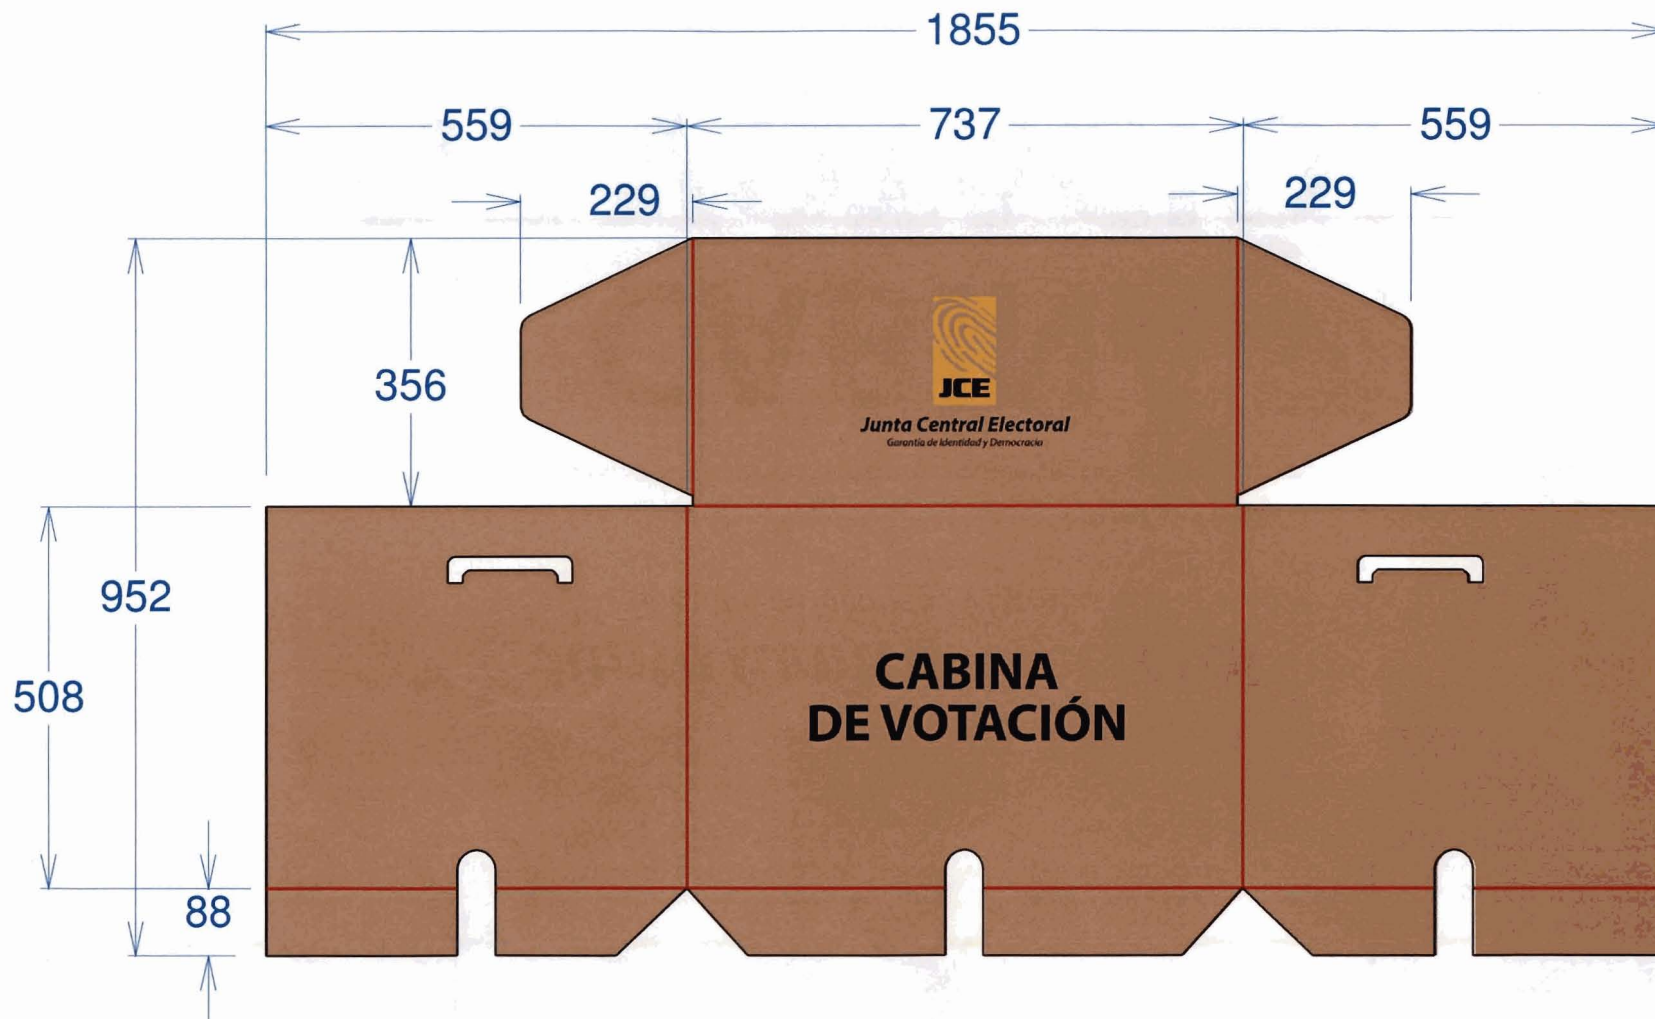 1855
559
737
559
229
229
356
JCE
Junta Central Electoral
Garantía de Identidad y Democracia
952
508
CABINA
DE VOTACIÓN
88